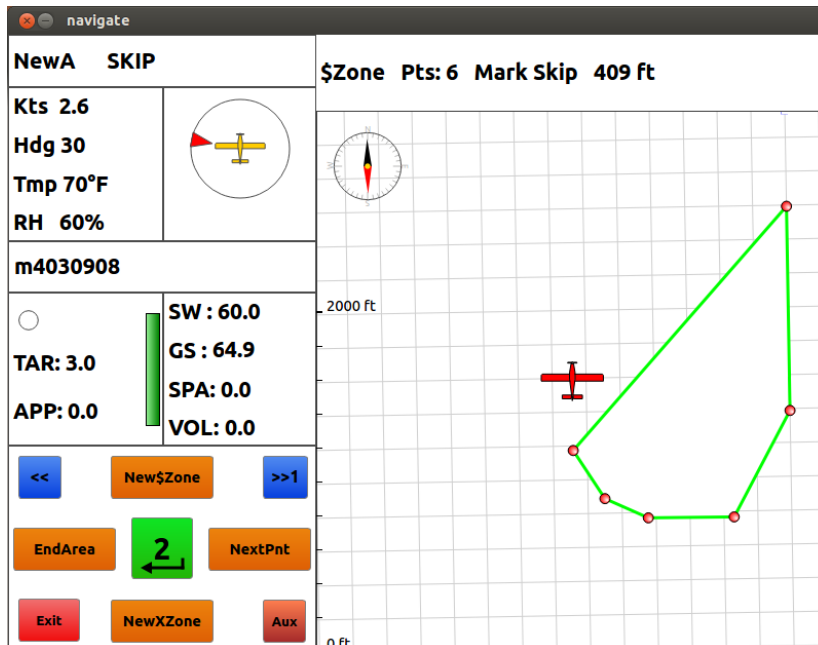 navigate
NewA SKIP
$Zone Pts: 6 Mark Skip 409 ft
Kts 2.6
Hdg 30
Tmp 70°F
RH 60%
N
W
E
S
m4030908
2000 ft
TAR: 3.0
APP: 0.0
SW : 60.0
GS : 64.9
SPA: 0.0
VOL: 0.0
<< New$Zone >>1
EndArea 2 NextPnt
Exit NewXZone Aux
0 ft